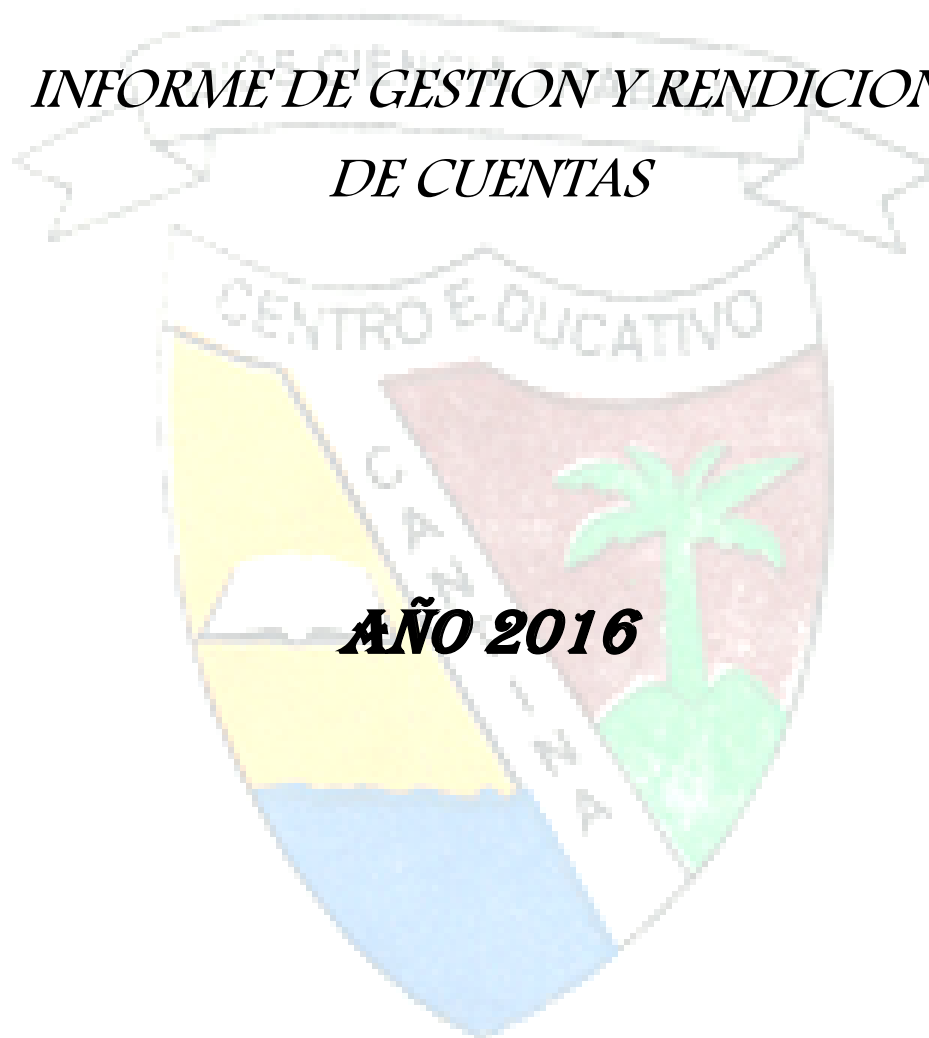 INFORME DE GESTION Y RENDICION
DE CUENTAS
CENTRO EDUCATIVO
AÑO 2016